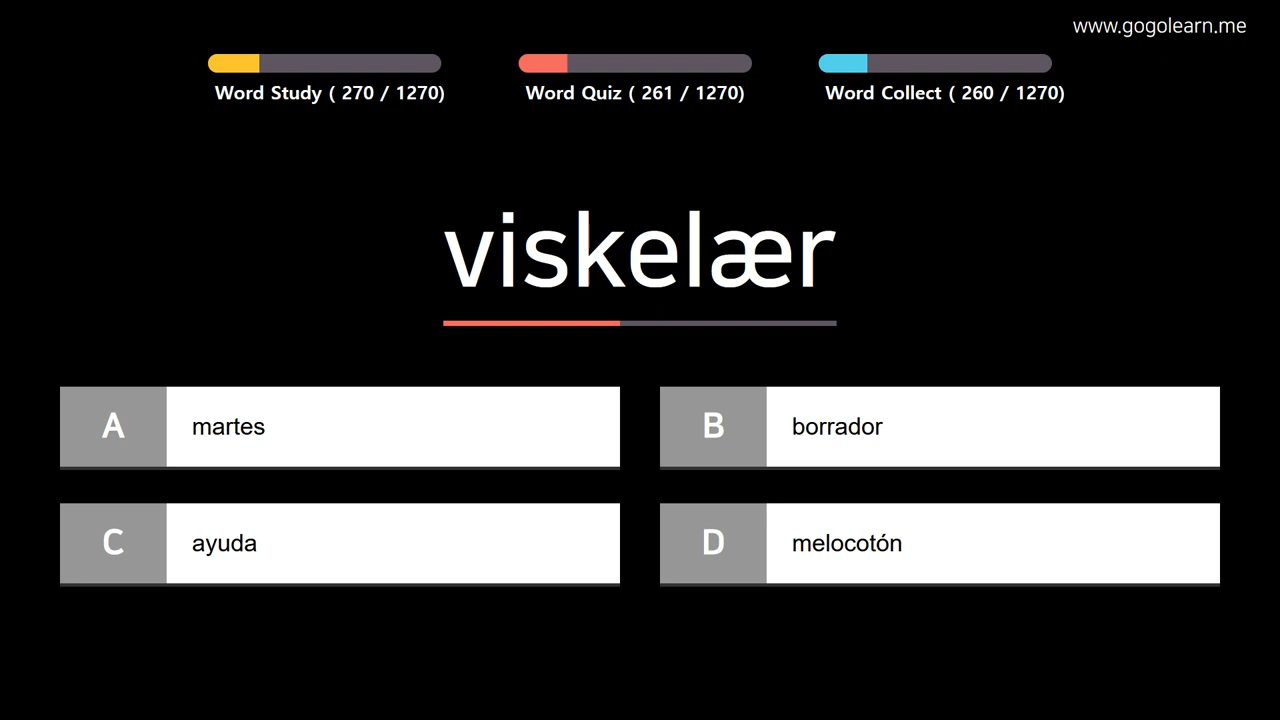 www.gogolearn.me
Word Study ( 270 / 1270)
Word Quiz ( 261 / 1270)
Word Collect ( 260 / 1270)
viskelær
A martes
B borrador
C ayuda
D melocotón